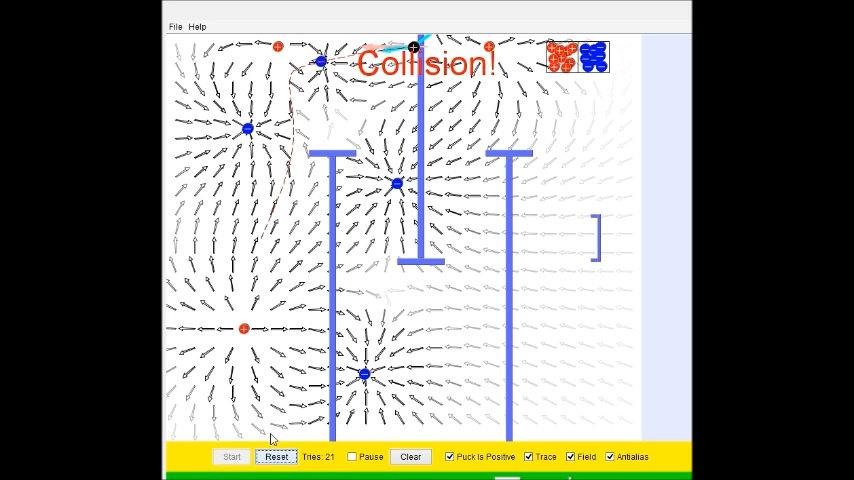 File Help
Collision!
Start Reset Tries: 21 Pause Clear Puck Is Positive Trace Field Antialias